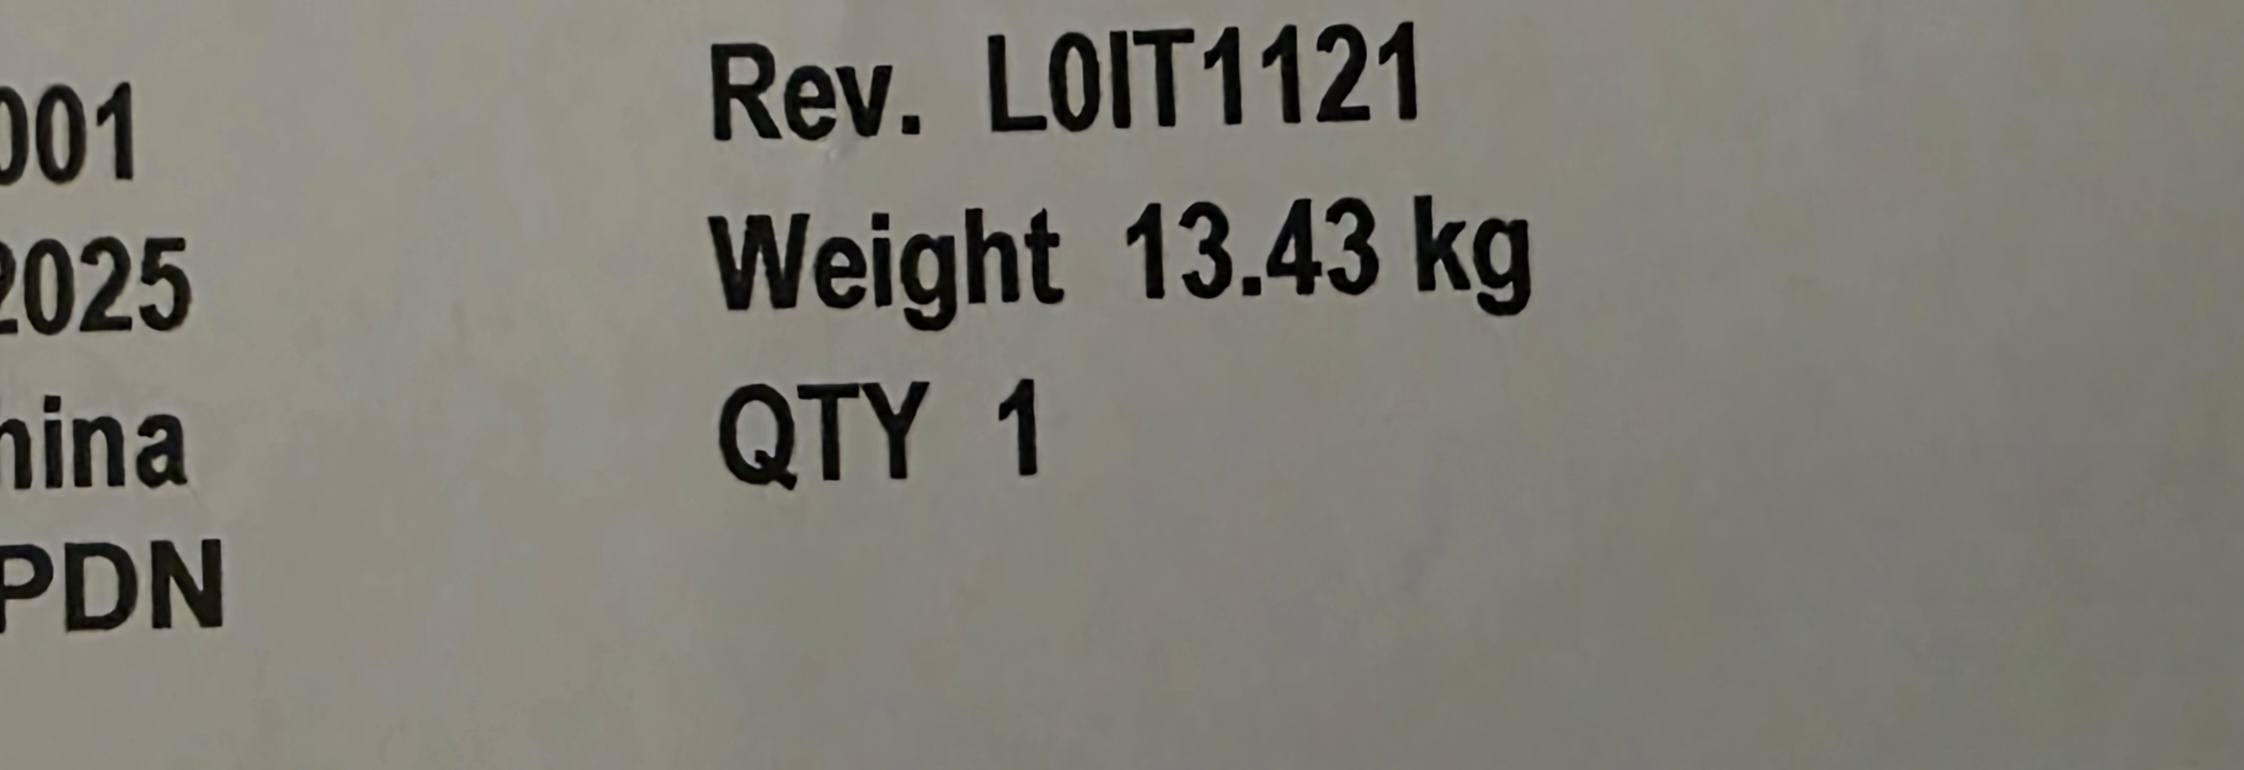 001
Rev. L0IT1121
2025
Weight 13.43 kg
hina
QTY 1
PDN